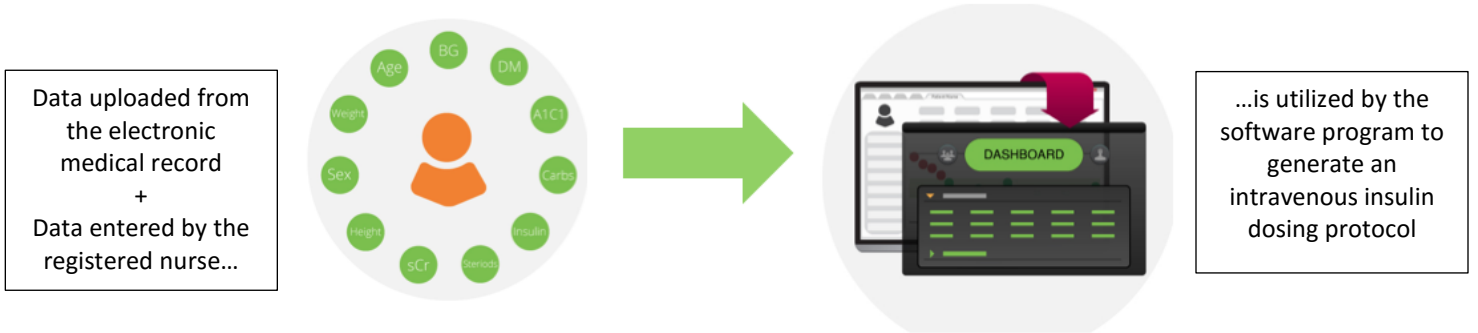 Data uploaded from
the electronic
medical record
+
Data entered by the
registered nurse…
BG
DM
A1C1
Carbs
Insulin
Steriods
sCr
Height
Sex
Weight
Age
DASHBOARD
…is utilized by the
software program to
generate an
intravenous insulin
dosing protocol